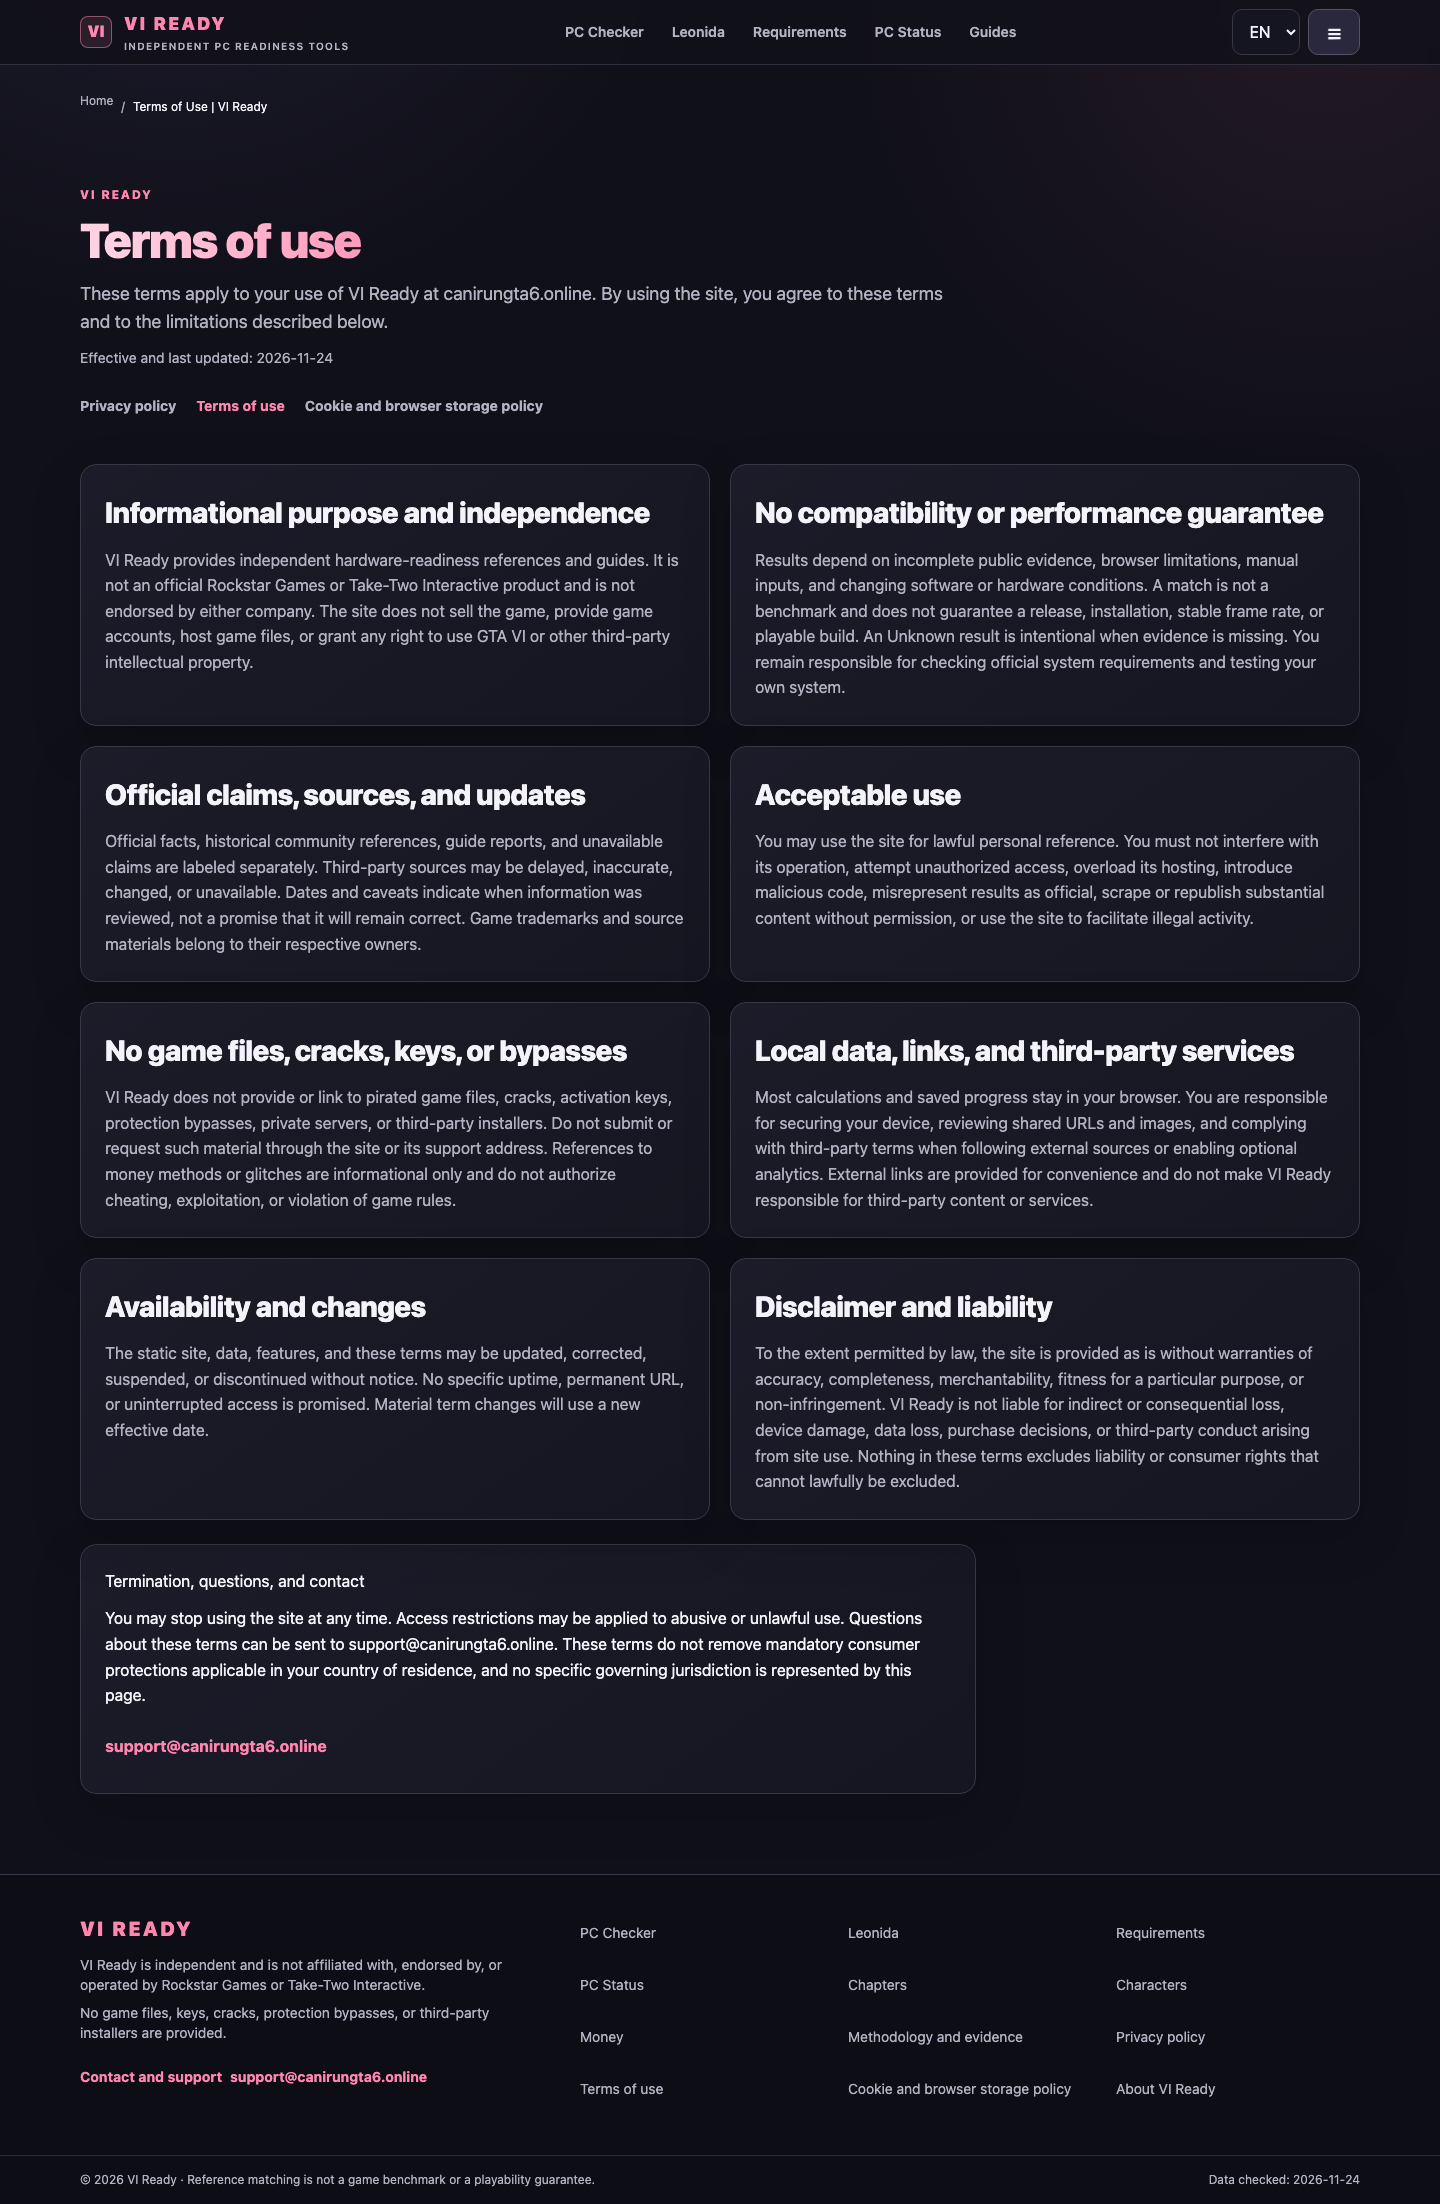 VI
VI READY
INDEPENDENT PC READINESS TOOLS
PC Checker
Leonida
Requirements
PC Status
Guides
EN
Home / Terms of Use | VI Ready
VI READY
Terms of use
These terms apply to your use of VI Ready at canirungta6.online. By using the site, you agree to these terms
and to the limitations described below.
Effective and last updated: 2026-11-24
Privacy policy
Terms of use
Cookie and browser storage policy
Informational purpose and independence
VI Ready provides independent hardware-readiness references and guides. It is
not an official Rockstar Games or Take-Two Interactive product and is not
endorsed by either company. The site does not sell the game, provide game
accounts, host game files, or grant any right to use GTA VI or other third-party
intellectual property.
No compatibility or performance guarantee
Results depend on incomplete public evidence, browser limitations, manual
inputs, and changing software or hardware conditions. A match is not a
benchmark and does not guarantee a release, installation, stable frame rate, or
playable build. An Unknown result is intentional when evidence is missing. You
remain responsible for checking official system requirements and testing your
own system.
Official claims, sources, and updates
Official facts, historical community references, guide reports, and unavailable
claims are labeled separately. Third-party sources may be delayed, inaccurate,
changed, or unavailable. Dates and caveats indicate when information was
reviewed, not a promise that it will remain correct. Game trademarks and source
materials belong to their respective owners.
Acceptable use
You may use the site for lawful personal reference. You must not interfere with
its operation, attempt unauthorized access, overload its hosting, introduce
malicious code, misrepresent results as official, scrape or republish substantial
content without permission, or use the site to facilitate illegal activity.
No game files, cracks, keys, or bypasses
VI Ready does not provide or link to pirated game files, cracks, activation keys,
protection bypasses, private servers, or third-party installers. Do not submit or
request such material through the site or its support address. References to
money methods or glitches are informational only and do not authorize
cheating, exploitation, or violation of game rules.
Local data, links, and third-party services
Most calculations and saved progress stay in your browser. You are responsible
for securing your device, reviewing shared URLs and images, and complying
with third-party terms when following external sources or enabling optional
analytics. External links are provided for convenience and do not make VI Ready
responsible for third-party content or services.
Availability and changes
The static site, data, features, and these terms may be updated, corrected,
suspended, or discontinued without notice. No specific uptime, permanent URL,
or uninterrupted access is promised. Material term changes will use a new
effective date.
Disclaimer and liability
To the extent permitted by law, the site is provided as is without warranties of
accuracy, completeness, merchantability, fitness for a particular purpose, or
non-infringement. VI Ready is not liable for indirect or consequential loss,
device damage, data loss, purchase decisions, or third-party conduct arising
from site use. Nothing in these terms excludes liability or consumer rights that
cannot lawfully be excluded.
Termination, questions, and contact
You may stop using the site at any time. Access restrictions may be applied to abusive or unlawful use. Questions
about these terms can be sent to support@canirungta6.online. These terms do not remove mandatory consumer
protections applicable in your country of residence, and no specific governing jurisdiction is represented by this
page.
support@canirungta6.online
VI READY
VI Ready is independent and is not affiliated with, endorsed by, or
operated by Rockstar Games or Take-Two Interactive.
No game files, keys, cracks, protection bypasses, or third-party
installers are provided.
Contact and support support@canirungta6.online
PC Checker
Leonida
Requirements
PC Status
Chapters
Characters
Money
Methodology and evidence
Privacy policy
Terms of use
Cookie and browser storage policy
About VI Ready
© 2026 VI Ready · Reference matching is not a game benchmark or a playability guarantee.
Data checked: 2026-11-24